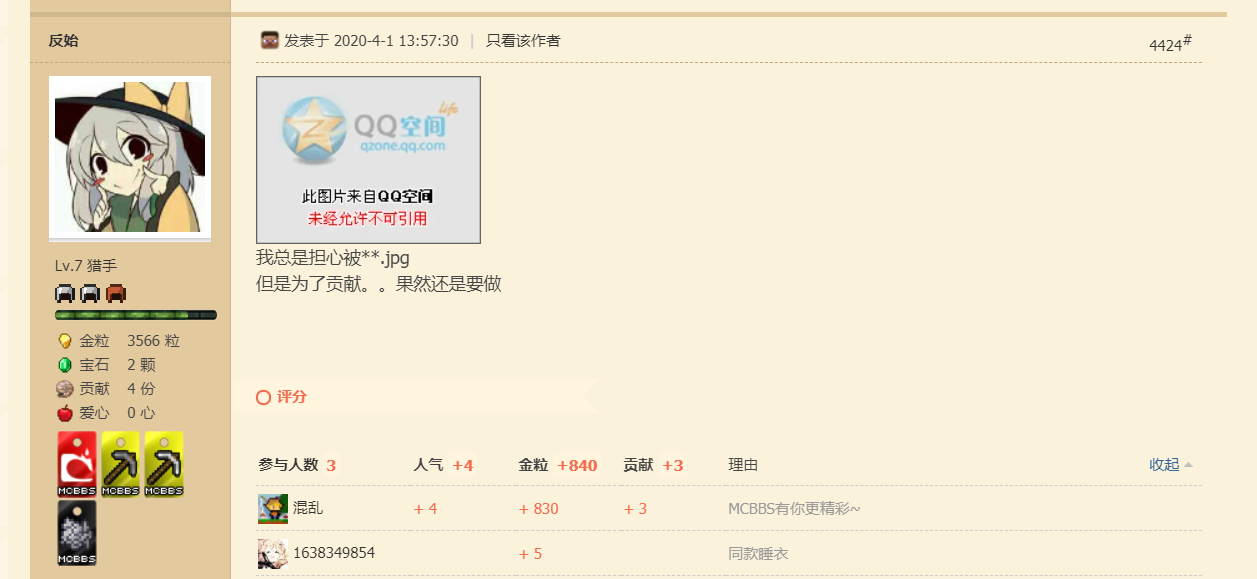 反始
发表于 2020-4-1 13:57:30 | 只看该作者
4424#
life
QQ空间
qzone.qq.com
此图片来自QQ空间
未经允许不可引用
我总是担心被**.jpg
但是为了贡献。。果然还是要做
Lv.7 猎手
金粒 3566 粒
宝石 2 颗
贡献 4 份
爱心 0 心
MCBBS MCBBS MCBBS
MCBBS
评分
参与人数 3 人气 +4 金粒 +840 贡献 +3 理由 收起
混乱 + 4 + 830 + 3 MCBBS有你更精彩~
1638349854 + 5 同款睡衣